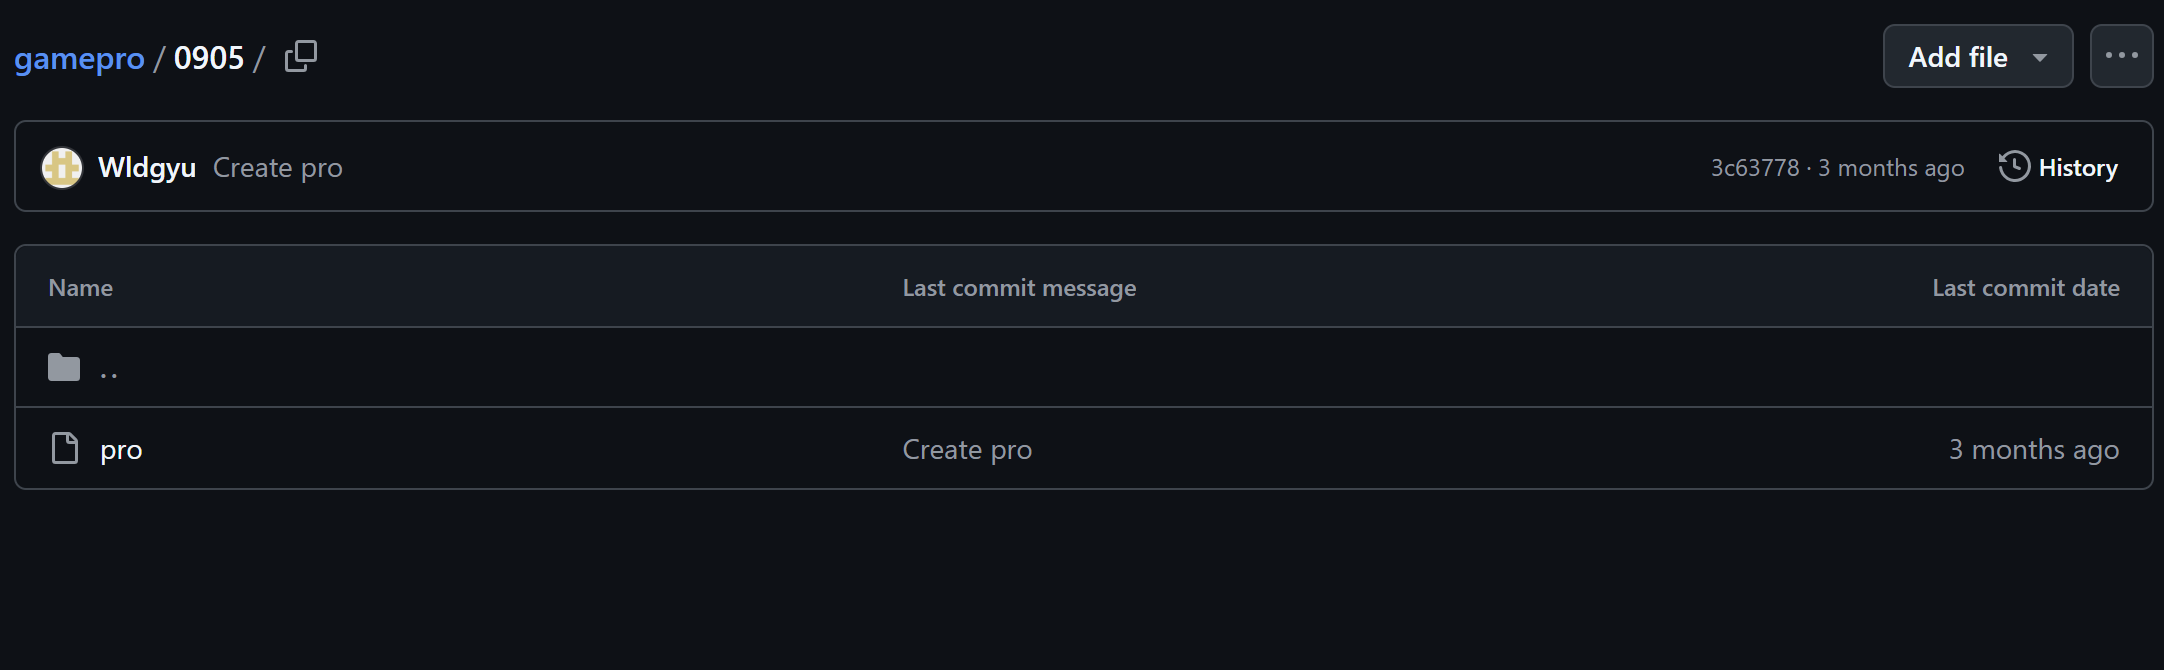 gamepro / 0905 /
Add file
Wldgyu Create pro
3c63778 · 3 months ago
History
Name Last commit message Last commit date
..
pro Create pro 3 months ago